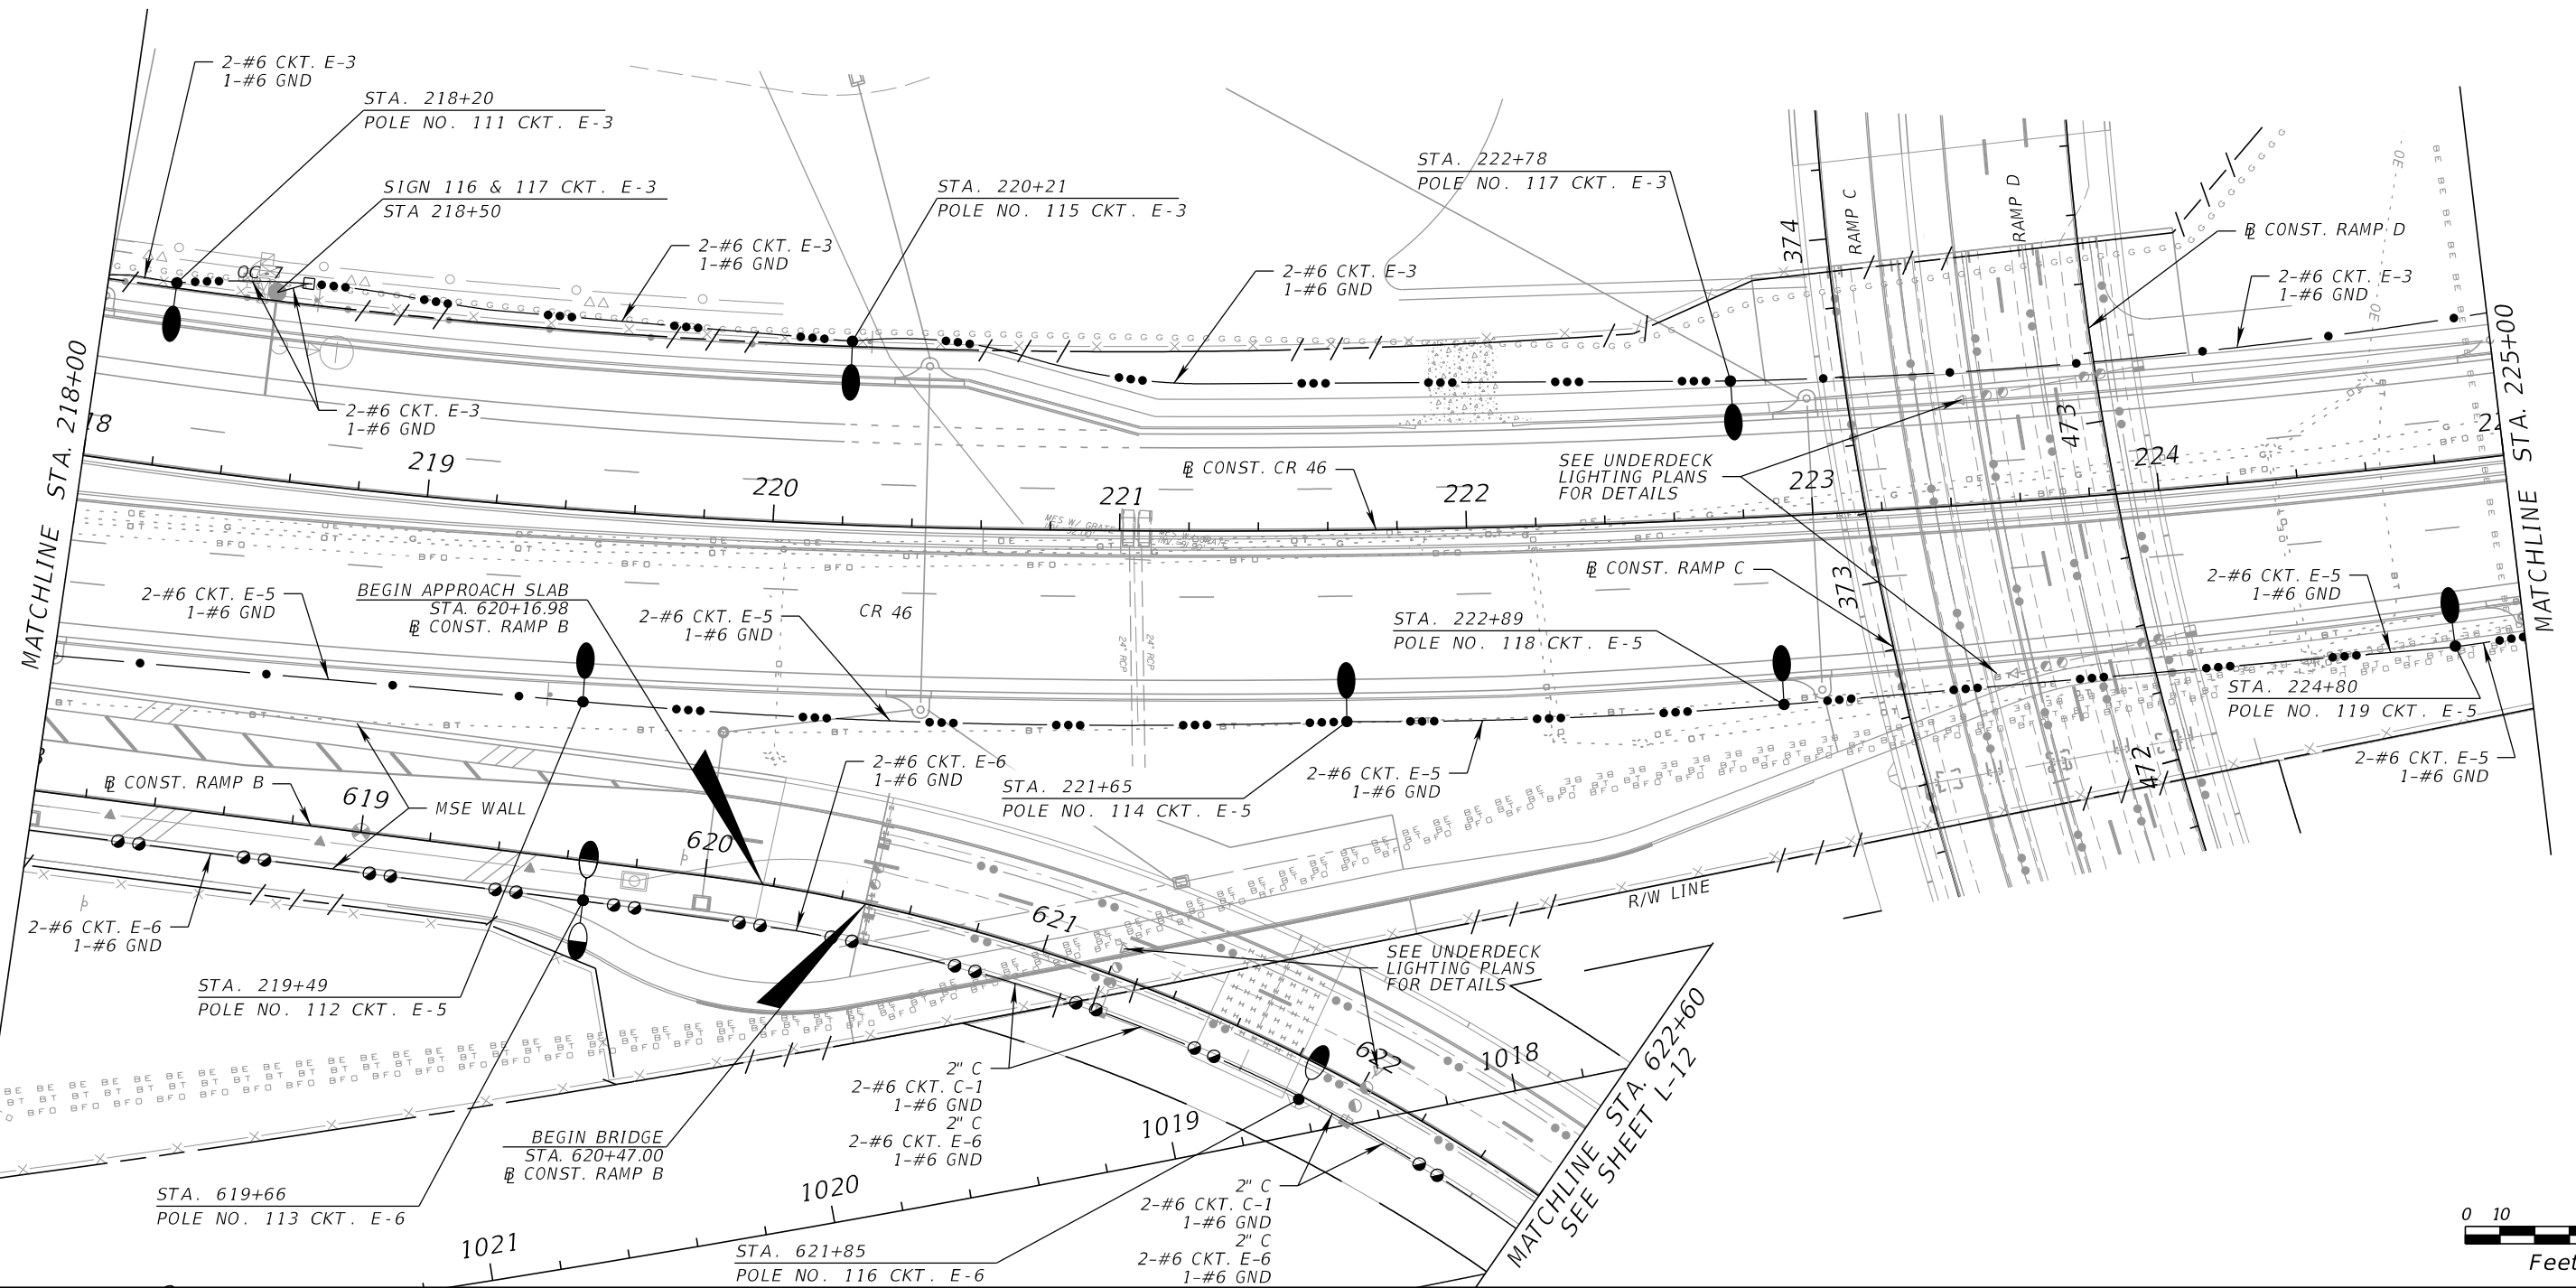 2-#6 CKT. E-3
1-#6 GND
STA. 218+20
POLE NO. 111 CKT. E-3
SIGN 116 & 117 CKT. E-3
STA 218+50
2-#6 CKT. E-3
1-#6 GND
STA. 220+21
POLE NO. 115 CKT. E-3
2-#6 CKT. E-3
1-#6 GND
STA. 222+78
POLE NO. 117 CKT. E-3
374
RAMP C
RAMP D
℄ CONST. RAMP D
2-#6 CKT. E-3
1-#6 GND
OC-7
2-#6 CKT. E-3
1-#6 GND
MATCHLINE STA. 218+00
MATCHLINE STA. 225+00
18
219
220
221
222
223
224
22
473
℄ CONST. CR 46
SEE UNDERDECK
LIGHTING PLANS
FOR DETAILS
MES W/ GRATE
24" RCP
24" RCP
CR 46
373
℄ CONST. RAMP C
2-#6 CKT. E-5
1-#6 GND
BEGIN APPROACH SLAB
STA. 620+16.98
℄ CONST. RAMP B
2-#6 CKT. E-5
1-#6 GND
STA. 222+89
POLE NO. 118 CKT. E-5
2-#6 CKT. E-5
1-#6 GND
STA. 224+80
POLE NO. 119 CKT. E-5
2-#6 CKT. E-5
1-#6 GND
472
℄ CONST. RAMP B
619
MSE WALL
620
2-#6 CKT. E-6
1-#6 GND
STA. 221+65
POLE NO. 114 CKT. E-5
2-#6 CKT. E-5
1-#6 GND
2-#6 CKT. E-6
1-#6 GND
621
R/W LINE
SEE UNDERDECK
LIGHTING PLANS
FOR DETAILS
STA. 219+49
POLE NO. 112 CKT. E-5
622
1018
1019
1020
1021
2" C
2-#6 CKT. C-1
1-#6 GND
2" C
2-#6 CKT. E-6
1-#6 GND
BEGIN BRIDGE
STA. 620+47.00
℄ CONST. RAMP B
STA. 619+66
POLE NO. 113 CKT. E-6
STA. 621+85
POLE NO. 116 CKT. E-6
2" C
2-#6 CKT. C-1
1-#6 GND
2" C
2-#6 CKT. E-6
1-#6 GND
MATCHLINE STA. 622+60
SEE SHEET L-12
0 10
Feet